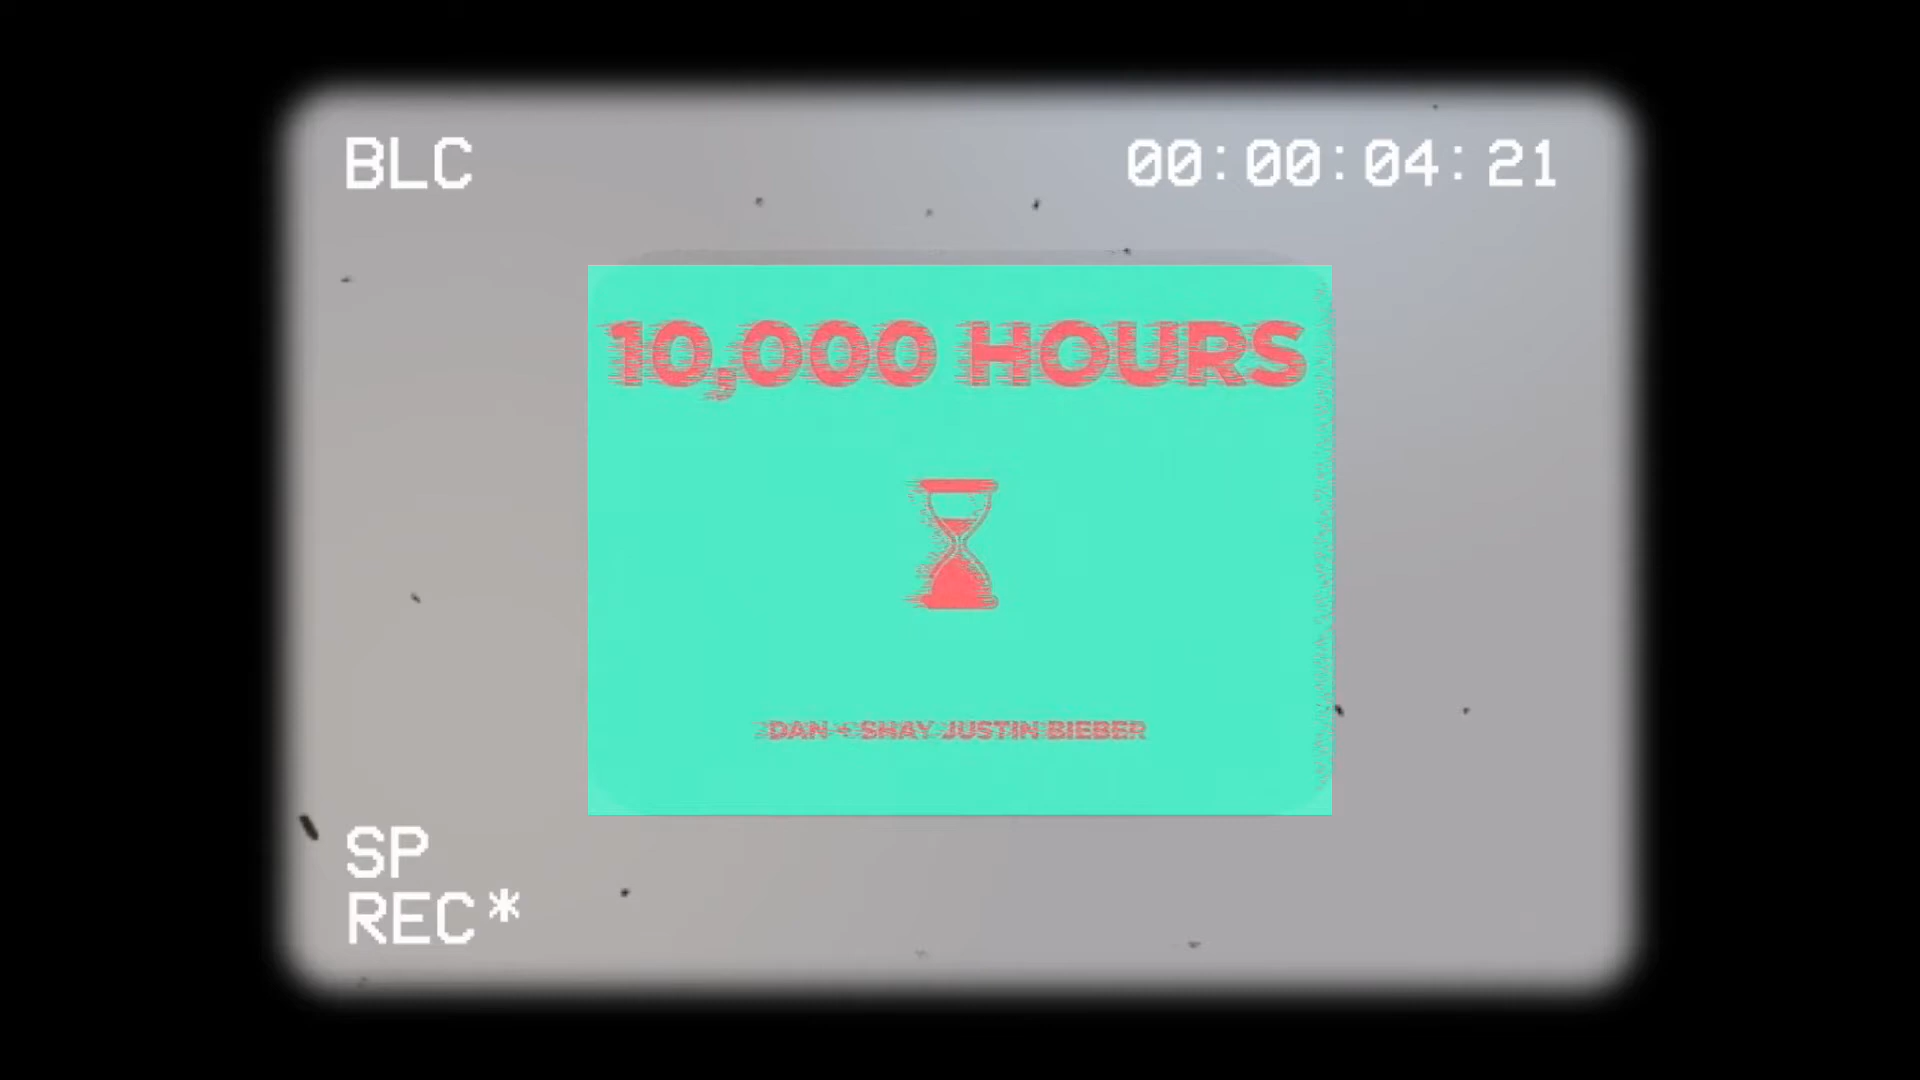 BLC
00:00:04:21
10,000 HOURS
DAN + SHAY JUSTIN BIEBER
SP
REC*